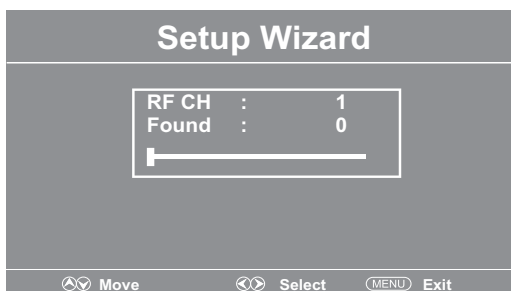 Setup Wizard
RF CH : 1
Found : 0
Move Select MENU Exit